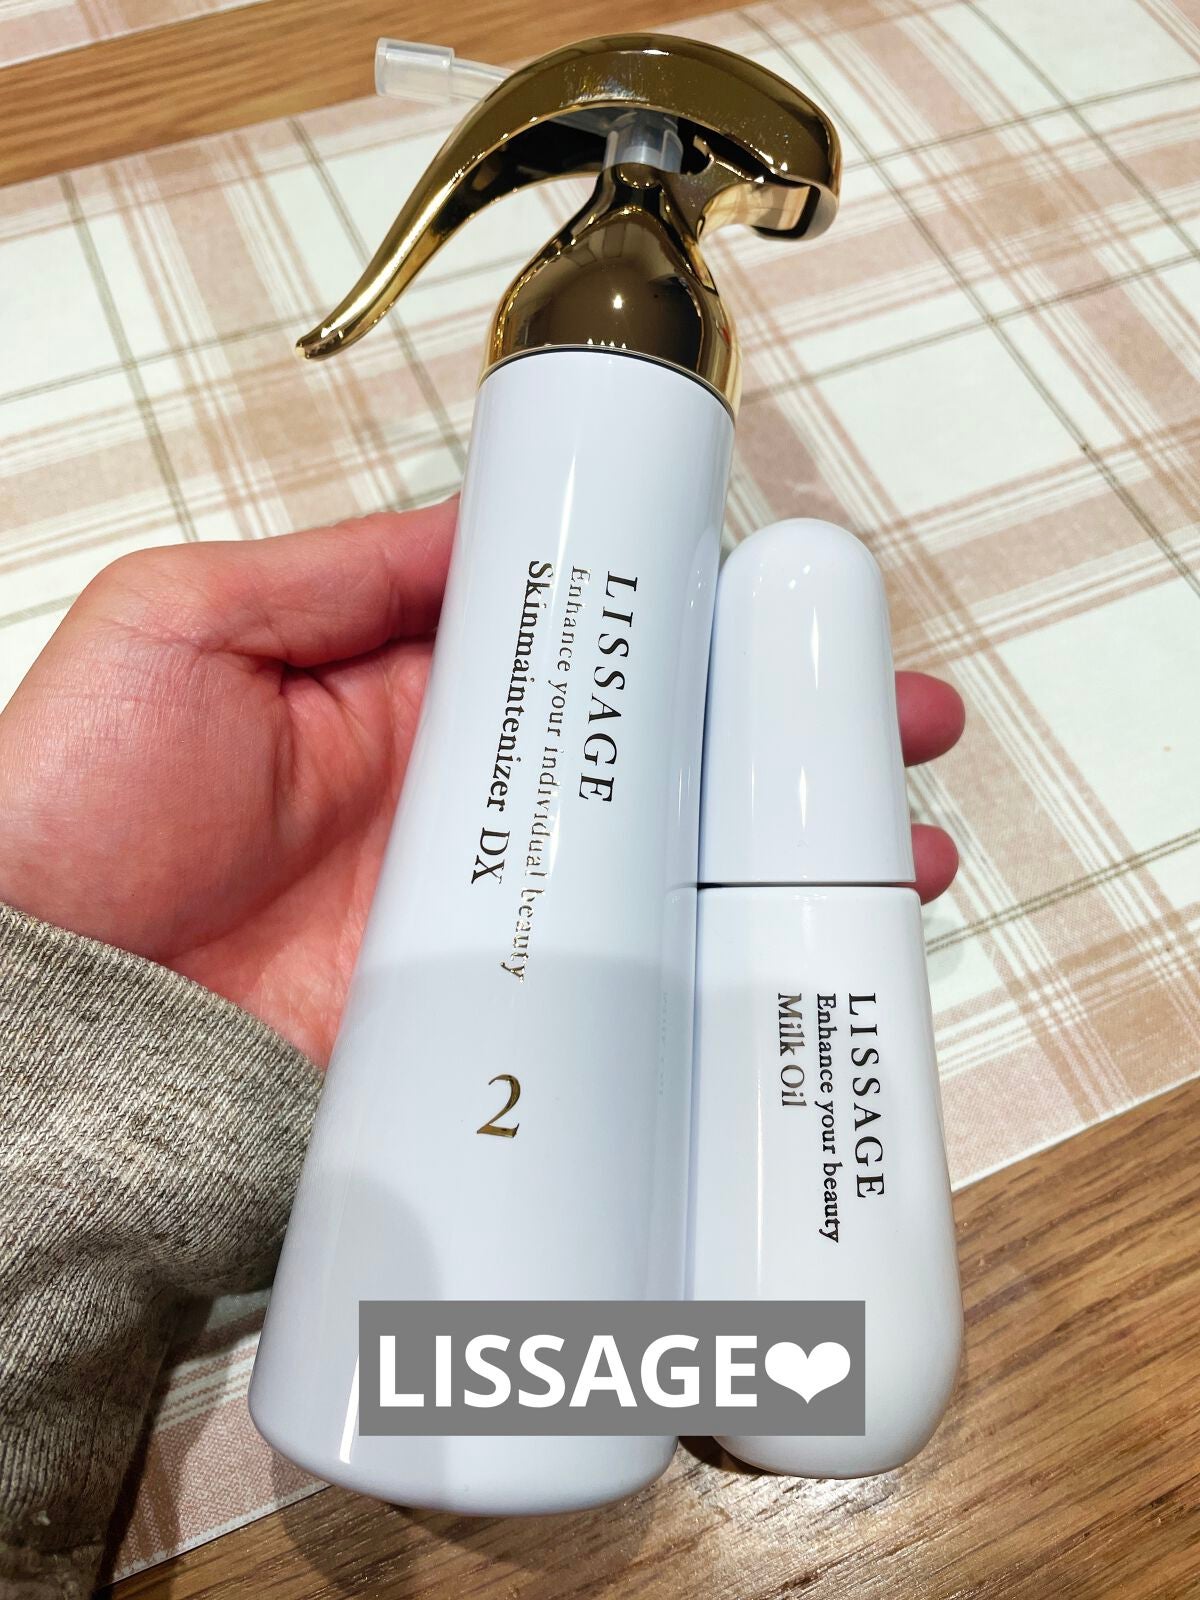 LISSAGE
Enhance your individual beauty
Skinmaintenizer DX
2
LISSAGE
Enhance your beauty
Milk Oil
LISSAGE❤